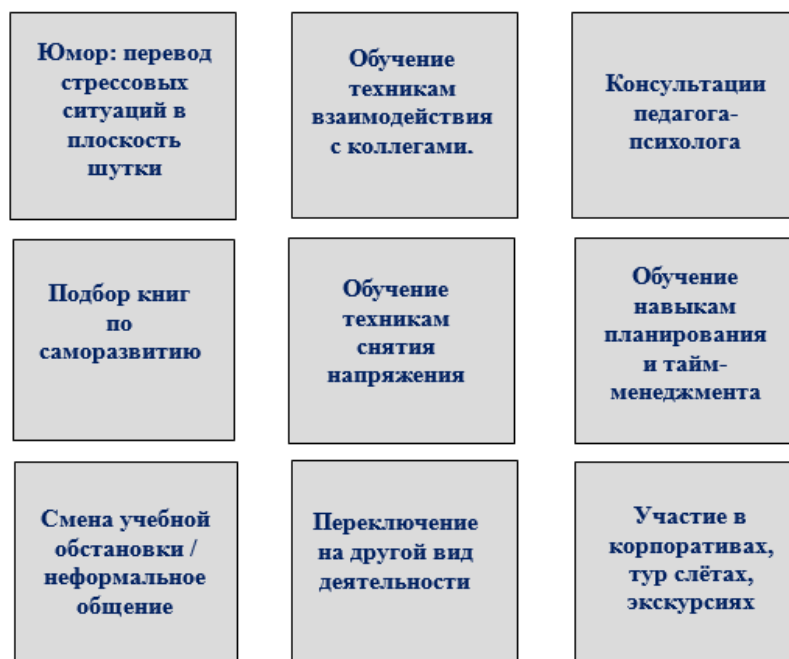 Юмор: перевод
стрессовых
ситуаций в
плоскость
шутки
Обучение
техникам
взаимодействия
с коллегами.
Консультации
педагога-
психолога
Подбор книг
по
саморазвитию
Обучение
техникам
снятия
напряжения
Обучение
навыкам
планирования
и тайм-
менеджмента
Смена учебной
обстановки /
неформальное
общение
Переключение
на другой вид
деятельности
Участие в
корпоративах,
тур слётах,
экскурсиях